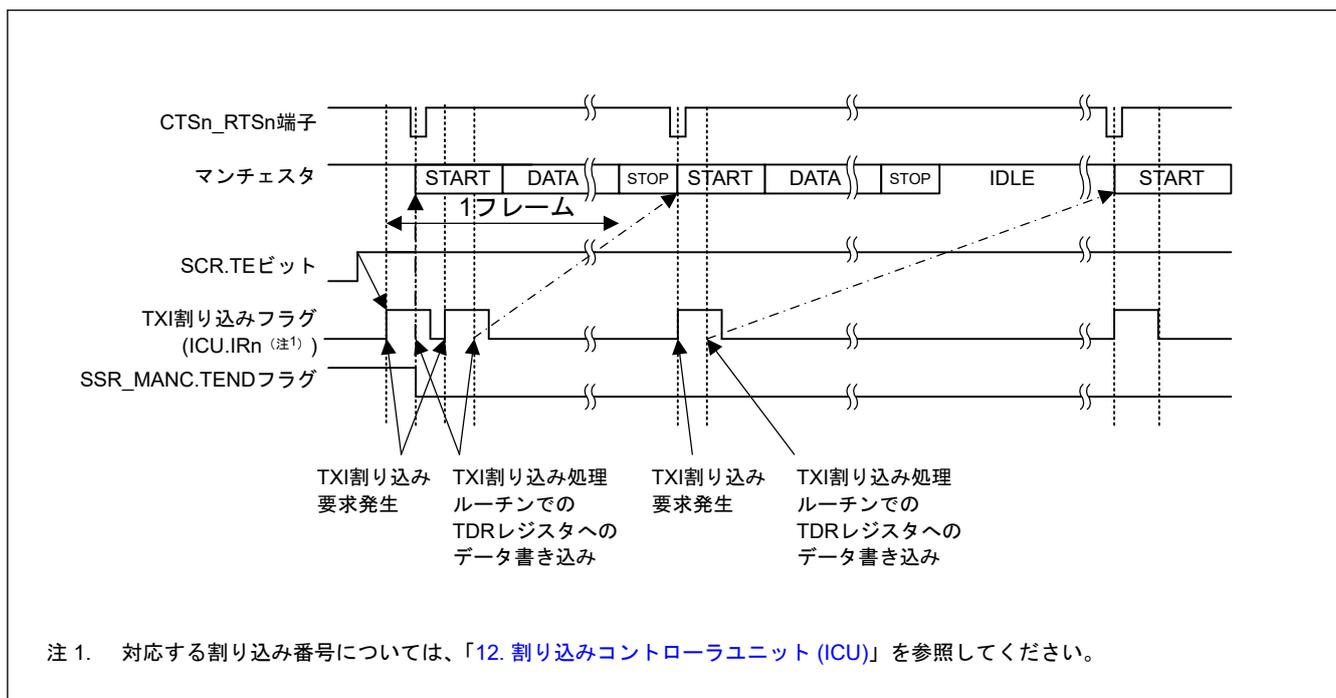 CTSn_RTSn端子
マンチェスタ
START DATA STOP START DATA STOP IDLE START
1フレーム
SCR.TEビット
TXI割り込みフラグ
(ICU.IRn (注1) )
SSR_MANC.TENDフラグ
TXI割り込み
要求発生
TXI割り込み処理
ルーチンでの
TDRレジスタへの
データ書き込み
TXI割り込み
要求発生
TXI割り込み処理
ルーチンでの
TDRレジスタへの
データ書き込み
注 1. 対応する割り込み番号については、「12. 割り込みコントローラユニット (ICU)」を参照してください。